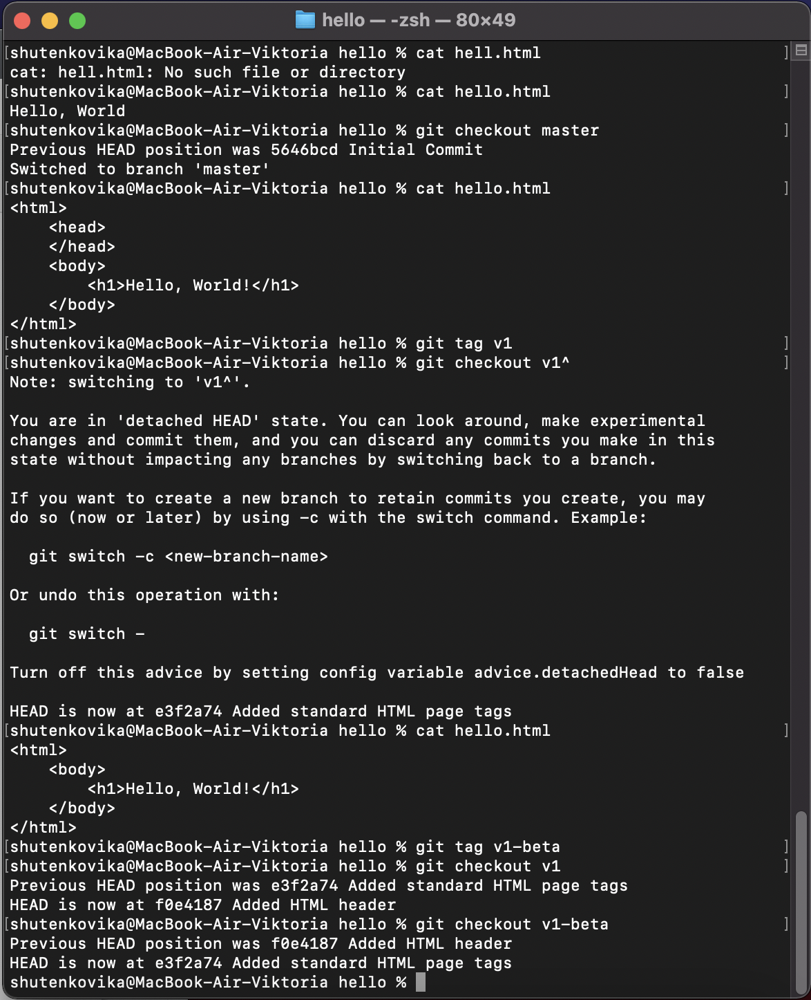 hello — -zsh — 80×49
[shutenkovika@MacBook-Air-Viktoria hello % cat hell.html ]
cat: hell.html: No such file or directory
[shutenkovika@MacBook-Air-Viktoria hello % cat hello.html ]
Hello, World
[shutenkovika@MacBook-Air-Viktoria hello % git checkout master ]
Previous HEAD position was 5646bcd Initial Commit
Switched to branch 'master'
[shutenkovika@MacBook-Air-Viktoria hello % cat hello.html ]
<html>
    <head>
    </head>
    <body>
        <h1>Hello, World!</h1>
    </body>
</html>
[shutenkovika@MacBook-Air-Viktoria hello % git tag v1 ]
[shutenkovika@MacBook-Air-Viktoria hello % git checkout v1^ ]
Note: switching to 'v1^'.

You are in 'detached HEAD' state. You can look around, make experimental
changes and commit them, and you can discard any commits you make in this
state without impacting any branches by switching back to a branch.

If you want to create a new branch to retain commits you create, you may
do so (now or later) by using -c with the switch command. Example:

  git switch -c <new-branch-name>

Or undo this operation with:

  git switch -

Turn off this advice by setting config variable advice.detachedHead to false

HEAD is now at e3f2a74 Added standard HTML page tags
[shutenkovika@MacBook-Air-Viktoria hello % cat hello.html ]
<html>
    <body>
        <h1>Hello, World!</h1>
    </body>
</html>
[shutenkovika@MacBook-Air-Viktoria hello % git tag v1-beta ]
[shutenkovika@MacBook-Air-Viktoria hello % git checkout v1 ]
Previous HEAD position was e3f2a74 Added standard HTML page tags
HEAD is now at f0e4187 Added HTML header
[shutenkovika@MacBook-Air-Viktoria hello % git checkout v1-beta ]
Previous HEAD position was f0e4187 Added HTML header
HEAD is now at e3f2a74 Added standard HTML page tags
shutenkovika@MacBook-Air-Viktoria hello %